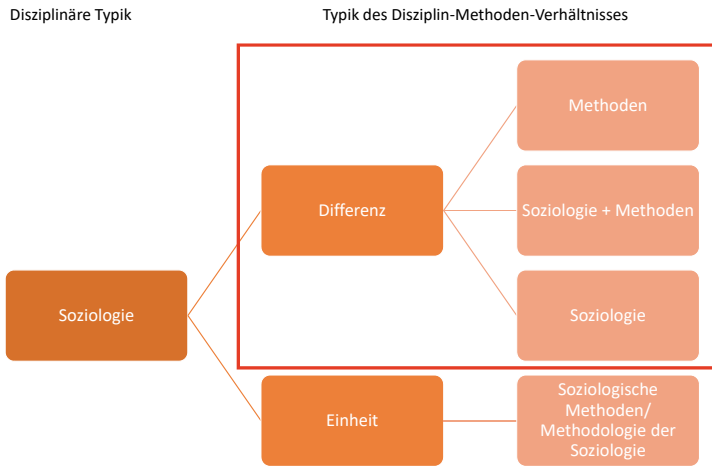 Disziplinäre Typik
Typik des Disziplin-Methoden-Verhältnisses
Methoden
Differenz
Soziologie + Methoden
Soziologie
Soziologie
Einheit
Soziologische
Methoden/
Methodologie der
Soziologie